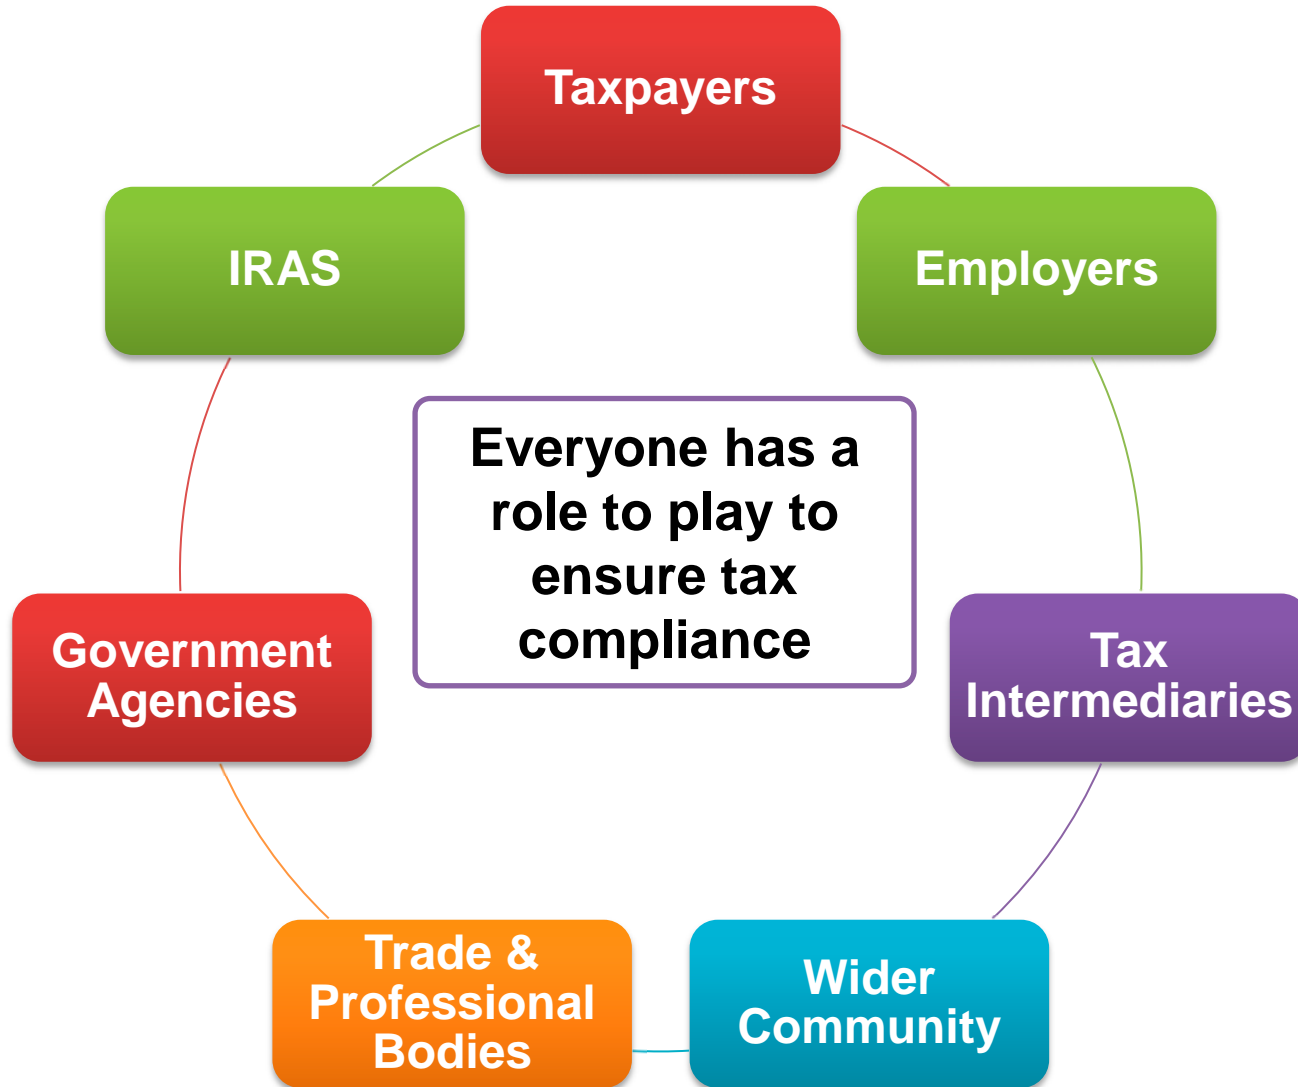 Taxpayers
IRAS
Employers
Everyone has a
role to play to
ensure tax
compliance
Government
Agencies
Tax
Intermediaries
Trade &
Professional
Bodies
Wider
Community